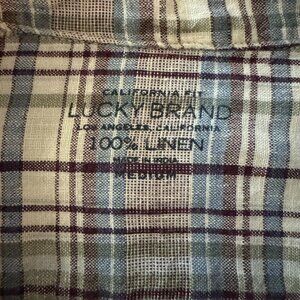 CALIFORNIA FIT
LUCKY BRAND
LOS ANGELES, CALIFORNIA
100% LINEN
MADE IN INDIA
MEDIUM